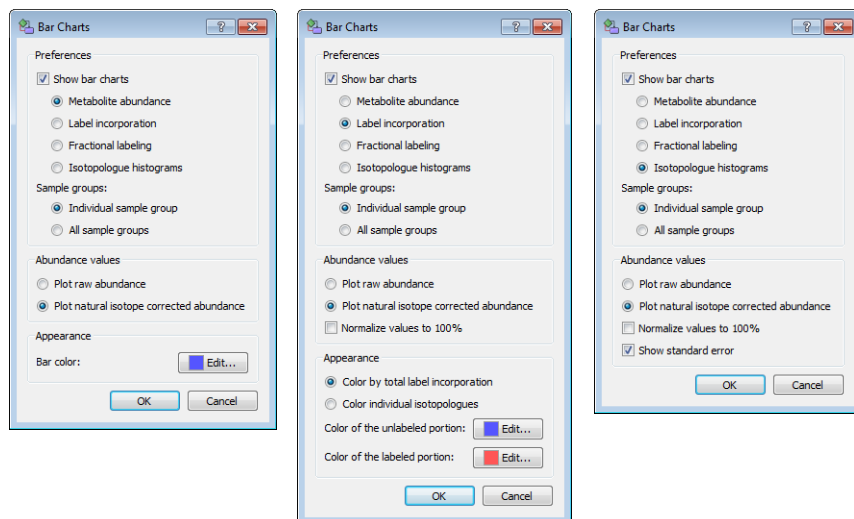 Bar Charts
Preferences
Show bar charts
Metabolite abundance
Label incorporation
Fractional labeling
Isotopologue histograms
Sample groups:
Individual sample group
All sample groups
Abundance values
Plot raw abundance
Plot natural isotope corrected abundance
Appearance
Bar color:
Edit...
OK
Cancel
Bar Charts
Preferences
Show bar charts
Metabolite abundance
Label incorporation
Fractional labeling
Isotopologue histograms
Sample groups:
Individual sample group
All sample groups
Abundance values
Plot raw abundance
Plot natural isotope corrected abundance
Normalize values to 100%
Appearance
Color by total label incorporation
Color individual isotopologues
Color of the unlabeled portion:
Edit...
Color of the labeled portion:
Edit...
OK
Cancel
Bar Charts
Preferences
Show bar charts
Metabolite abundance
Label incorporation
Fractional labeling
Isotopologue histograms
Sample groups:
Individual sample group
All sample groups
Abundance values
Plot raw abundance
Plot natural isotope corrected abundance
Normalize values to 100%
Show standard error
OK
Cancel